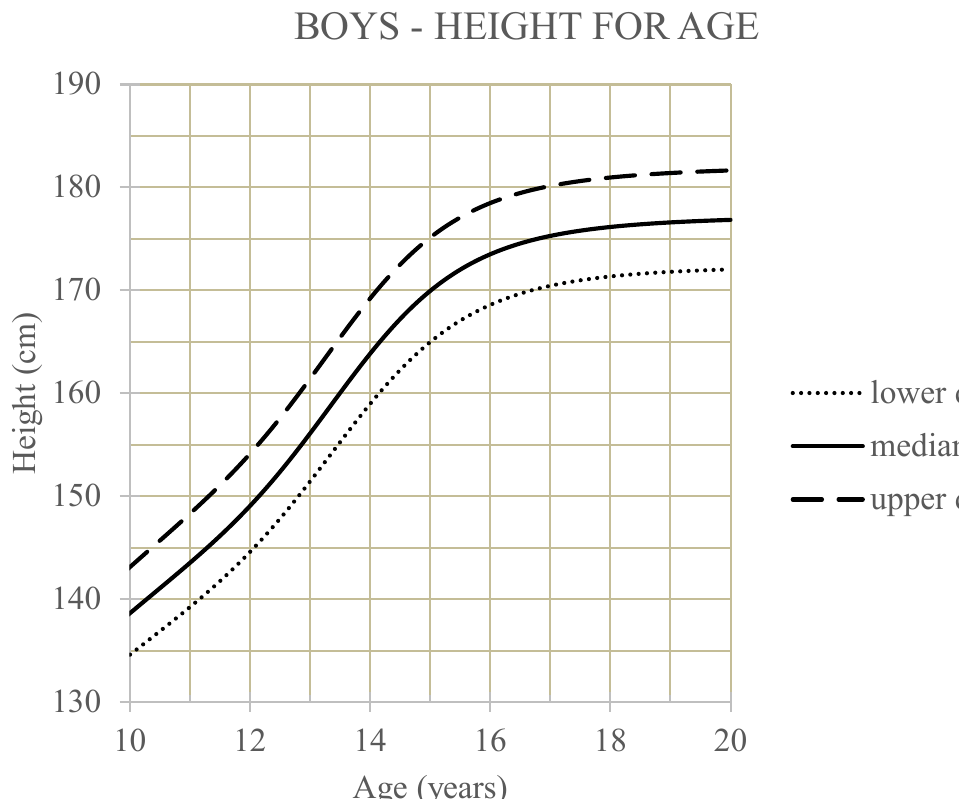 BOYS - HEIGHT FOR AGE
190
180
170
160
150
140
130
10 12 14 16 18 20
Height (cm)
Age (years)
lower
median
upper